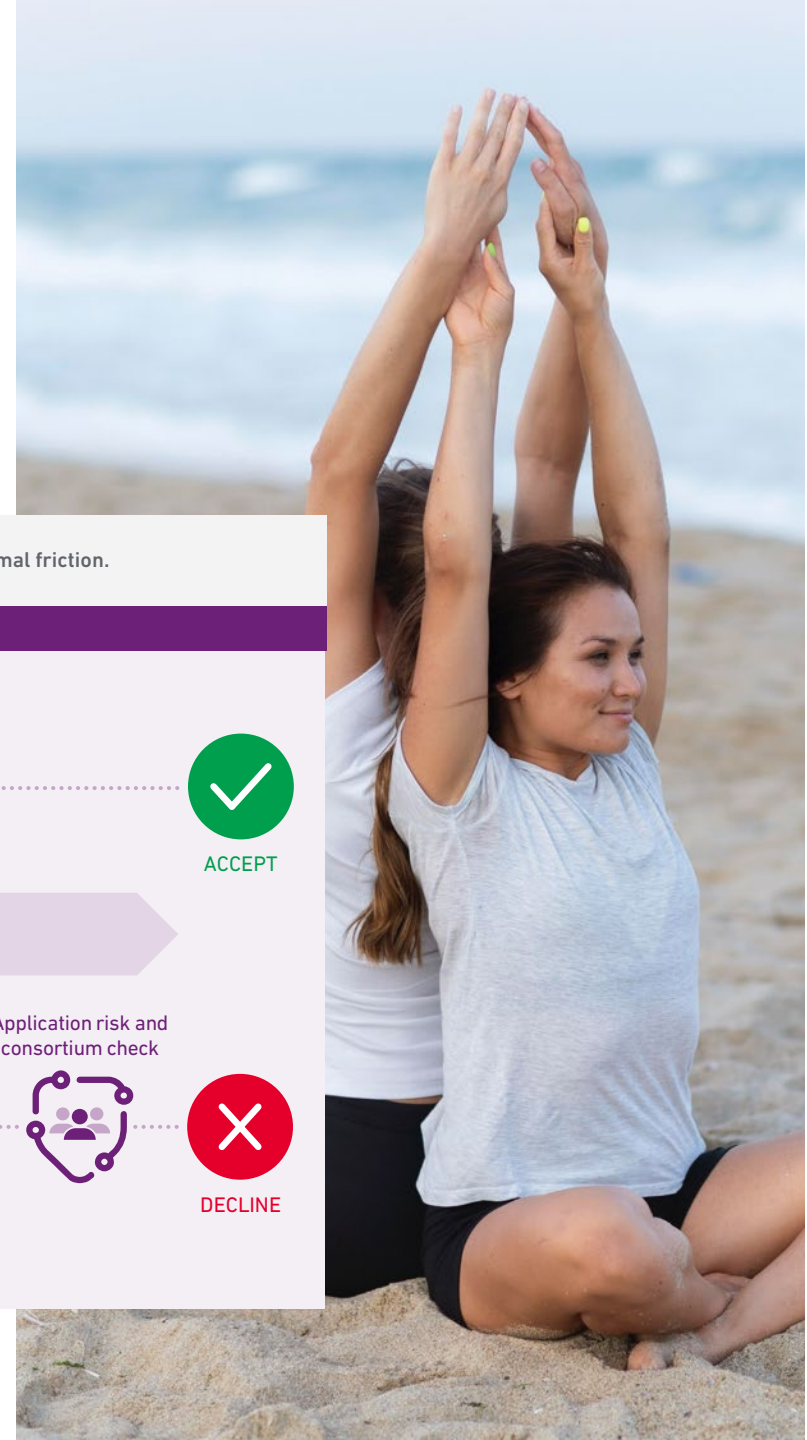 mal friction.
ACCEPT
Application risk and
consortium check
DECLINE